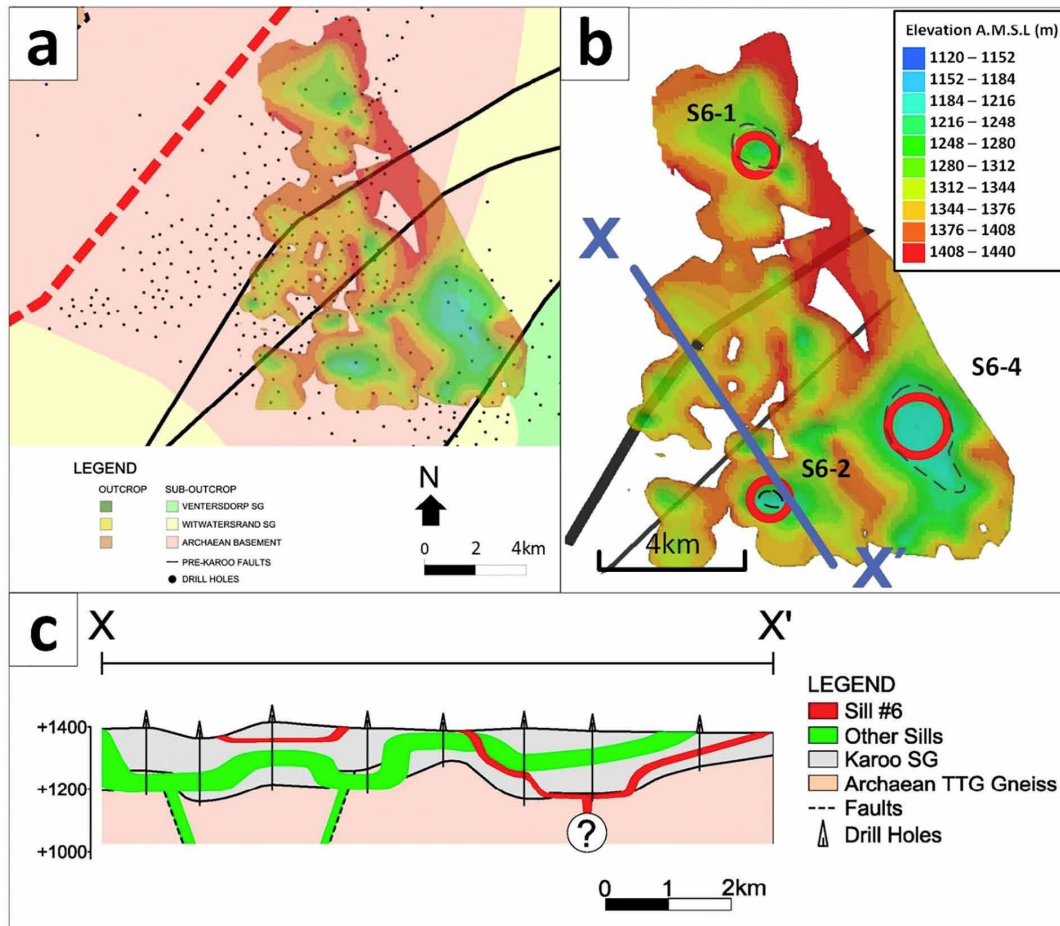 a
LEGEND
OUTCROP
SUB-OUTCROP
VENTERSDORP SG
WITWATERSRAND SG
ARCHAEAN BASEMENT
PRE-KAROO FAULTS
DRILL HOLES
N
0 2 4km
b
Elevation A.M.S.L (m)
1120 – 1152
1152 – 1184
1184 – 1216
1216 – 1248
1248 – 1280
1280 – 1312
1312 – 1344
1344 – 1376
1376 – 1408
1408 – 1440
S6-1
X
S6-4
S6-2
4km
X'
c
X X'
+1400
+1200
+1000
?
LEGEND
Sill #6
Other Sills
Karoo SG
Archaean TTG Gneiss
Faults
Drill Holes
0 1 2km